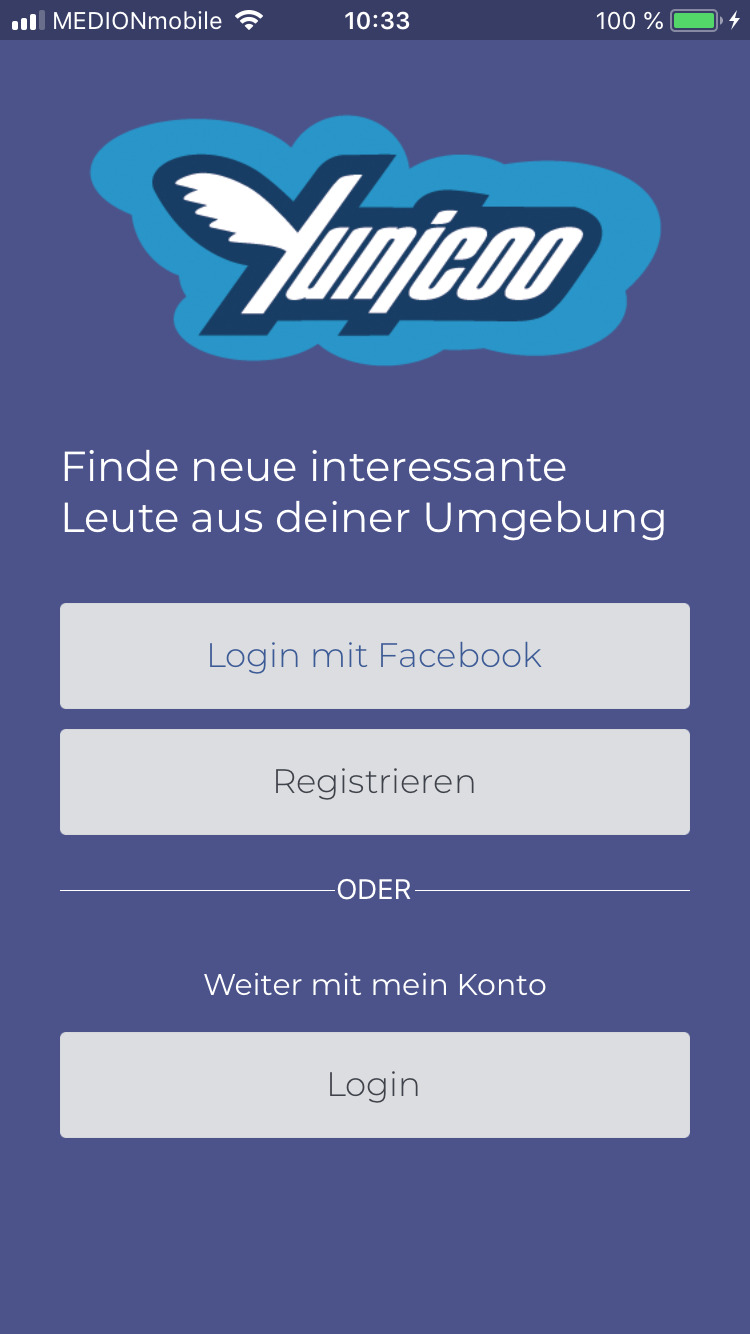 MEDIONmobile 10:33 100 %
Yunicoo
Finde neue interessante
Leute aus deiner Umgebung
Login mit Facebook
Registrieren
ODER
Weiter mit mein Konto
Login